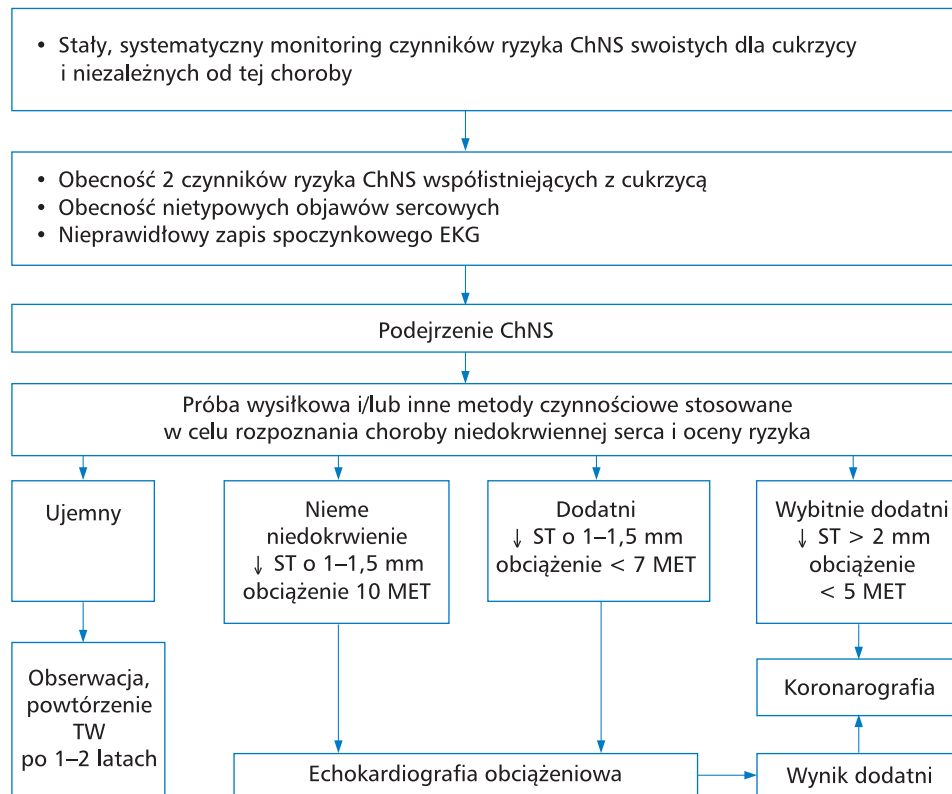 • Stały, systematyczny monitoring czynników ryzyka ChNS swoistych dla cukrzycy
i niezależnych od tej choroby
• Obecność 2 czynników ryzyka ChNS współistniejących z cukrzycą
• Obecność nietypowych objawów sercowych
• Nieprawidłowy zapis spoczynkowego EKG
Podejrzenie ChNS
Próba wysiłkowa i/lub inne metody czynnościowe stosowane
w celu rozpoznania choroby niedokrwiennej serca i oceny ryzyka
Ujemny
Nieme
niedokrwienie
↓ ST o 1–1,5 mm
obciążenie 10 MET
Dodatni
↓ ST o 1–1,5 mm
obciążenie < 7 MET
Wybitnie dodatni
↓ ST > 2 mm
obciążenie
< 5 MET
Obserwacja,
powtórzenie
TW
po 1–2 latach
Koronarografia
Echokardiografia obciążeniowa
Wynik dodatni